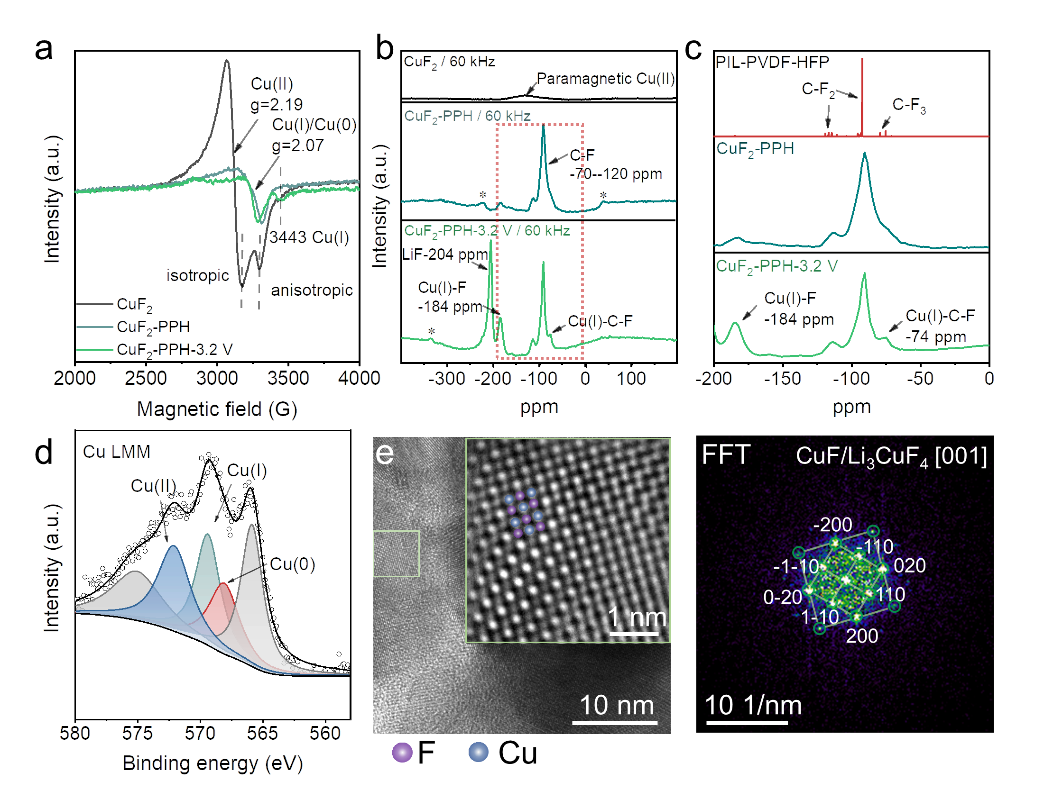 a
Cu(II)
g=2.19
Cu(I)/Cu(0)
g=2.07
3443 Cu(I)
isotropic
anisotropic
CuF₂
CuF₂-PPH
CuF₂-PPH-3.2 V
Intensity (a.u.)
2000 2500 3000 3500 4000
Magnetic field (G)
b
CuF₂ / 60 kHz
Paramagnetic Cu(II)
CuF₂-PPH / 60 kHz
C-F
-70--120 ppm
* *
CuF₂-PPH-3.2 V / 60 kHz
LiF-204 ppm
Cu(I)-F
-184 ppm
Cu(I)-C-F
*
Intensity (a.u.)
-300 -200 -100 0 100
ppm
c
PIL-PVDF-HFP
C-F₂
C-F₃
CuF₂-PPH
CuF₂-PPH-3.2 V
Cu(I)-F
-184 ppm
Cu(I)-C-F
-74 ppm
-200 -150 -100 -50 0
ppm
d
Cu LMM
Cu(II)
Cu(I)
Cu(0)
Intensity (a.u.)
580 575 570 565 560
Binding energy (eV)
e
1 nm
10 nm
F Cu
FFT CuF/Li₃CuF₄ [001]
-200
-110
-1-10
020
0-20
110
1-10
200
10 1/nm